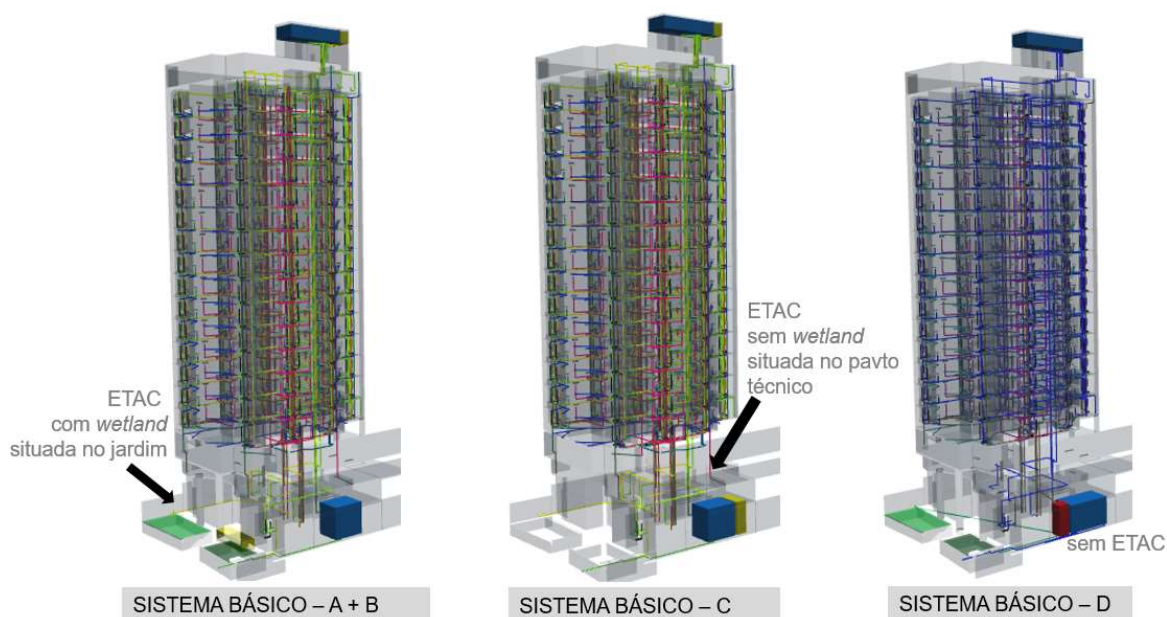 ETAC
com wetland
situada no jardim
ETAC
sem wetland
situada no pavto
técnico
sem ETAC
SISTEMA BÁSICO – A + B
SISTEMA BÁSICO – C
SISTEMA BÁSICO – D